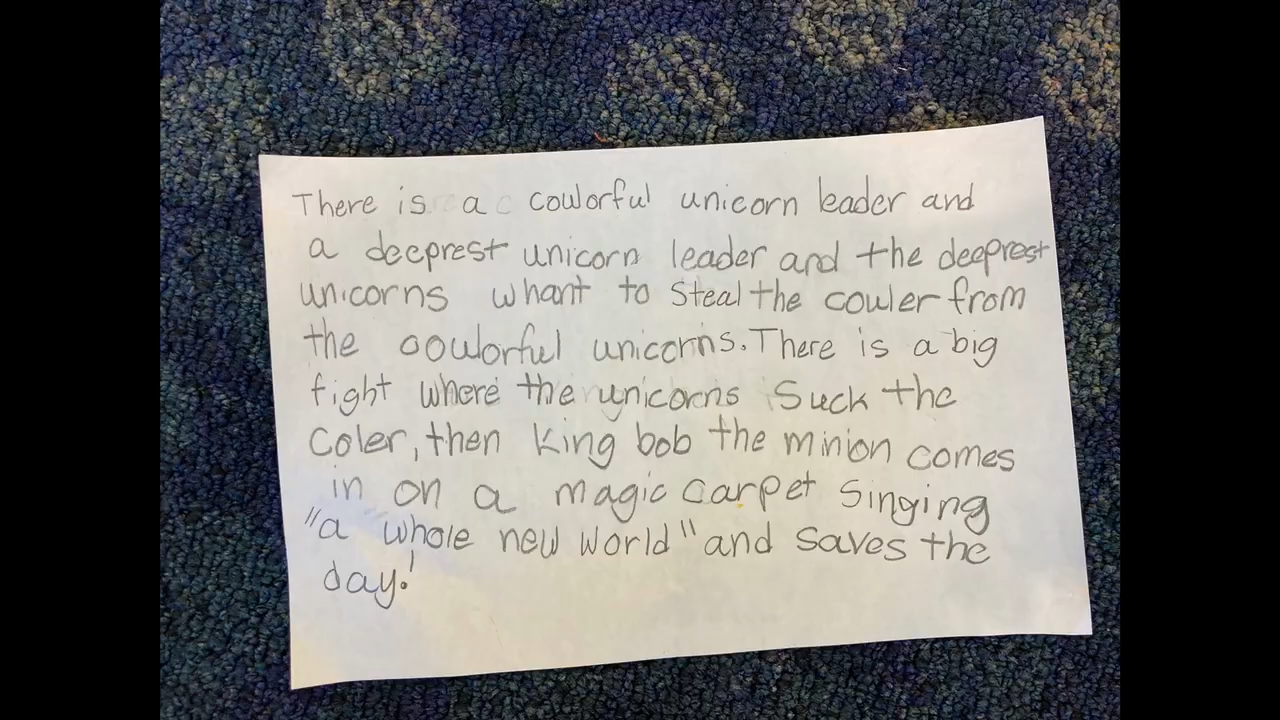 There is a cowlorful unicorn leader and
a deeprest unicorn leader and the deeprest
unicorns whant to steal the couler from
the coulorful unicorns. There is a big
fight where the unicorns suck the
coler, then king bob the minion comes
in on a magic carpet singing
"a whole new world" and saves the
day!